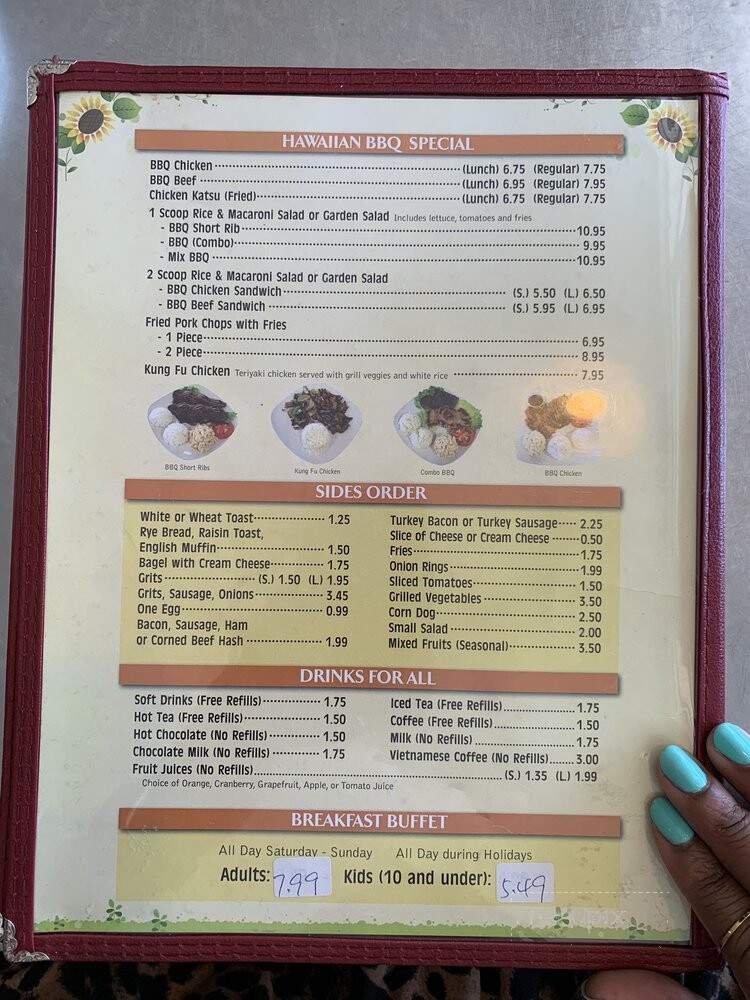 HAWAIIAN BBQ SPECIAL
BBQ Chicken (Lunch) 6.75 (Regular) 7.75
BBQ Beef (Lunch) 6.95 (Regular) 7.95
Chicken Katsu (Fried) (Lunch) 6.75 (Regular) 7.75
1 Scoop Rice & Macaroni Salad or Garden Salad Includes lettuce, tomatoes and fries
- BBQ Short Rib 10.95
- BBQ (Combo) 9.95
- Mix BBQ 10.95
2 Scoop Rice & Macaroni Salad or Garden Salad
- BBQ Chicken Sandwich (S.) 5.50 (L) 6.50
- BBQ Beef Sandwich (S.) 5.95 (L) 6.95
Fried Pork Chops with Fries
- 1 Piece 6.95
- 2 Piece 8.95
Kung Fu Chicken Teriyaki chicken served with grill veggies and white rice 7.95
BBQ Short Ribs Kung Fu Chicken Combo BBQ BBQ Chicken
SIDES ORDER
White or Wheat Toast 1.25
Rye Bread, Raisin Toast,
English Muffin 1.50
Bagel with Cream Cheese 1.75
Grits (S.) 1.50 (L) 1.95
Grits, Sausage, Onions 3.45
One Egg 0.99
Bacon, Sausage, Ham
or Corned Beef Hash 1.99
Turkey Bacon or Turkey Sausage 2.25
Slice of Cheese or Cream Cheese 0.50
Fries 1.75
Onion Rings 1.99
Sliced Tomatoes 1.50
Grilled Vegetables 3.50
Corn Dog 2.50
Small Salad 2.00
Mixed Fruits (Seasonal) 3.50
DRINKS FOR ALL
Soft Drinks (Free Refills) 1.75
Hot Tea (Free Refills) 1.50
Hot Chocolate (No Refills) 1.50
Chocolate Milk (No Refills) 1.75
Iced Tea (Free Refills) 1.75
Coffee (Free Refills) 1.50
Milk (No Refills) 1.75
Vietnamese Coffee (No Refills) 3.00
Fruit Juices (No Refills) (S.) 1.35 (L) 1.99
Choice of Orange, Cranberry, Grapefruit, Apple, or Tomato Juice
BREAKFAST BUFFET
All Day Saturday - Sunday All Day during Holidays
Adults: 7.99 Kids (10 and under): 5.49